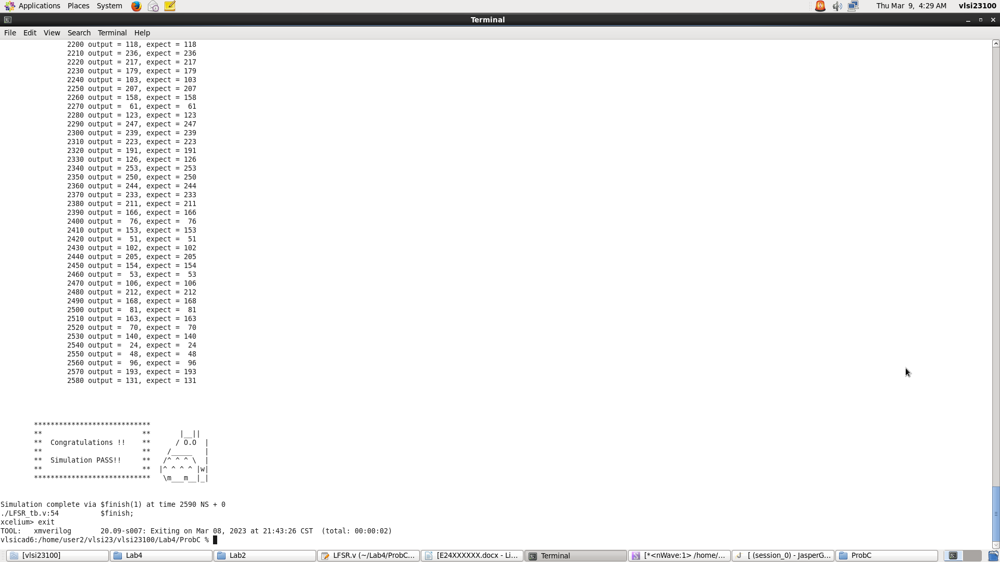 Applications Places System Thu Mar 9, 4:29 AM vlsi23100
Terminal
File Edit View Search Terminal Help
2200 output = 118, expect = 118
2210 output = 236, expect = 236
2220 output = 217, expect = 217
2230 output = 179, expect = 179
2240 output = 103, expect = 103
2250 output = 207, expect = 207
2260 output = 158, expect = 158
2270 output =  61, expect =  61
2280 output = 123, expect = 123
2290 output = 247, expect = 247
2300 output = 239, expect = 239
2310 output = 223, expect = 223
2320 output = 191, expect = 191
2330 output = 126, expect = 126
2340 output = 253, expect = 253
2350 output = 250, expect = 250
2360 output = 244, expect = 244
2370 output = 233, expect = 233
2380 output = 211, expect = 211
2390 output = 166, expect = 166
2400 output =  76, expect =  76
2410 output = 153, expect = 153
2420 output =  51, expect =  51
2430 output = 102, expect = 102
2440 output = 205, expect = 205
2450 output = 154, expect = 154
2460 output =  53, expect =  53
2470 output = 106, expect = 106
2480 output = 212, expect = 212
2490 output = 168, expect = 168
2500 output =  81, expect =  81
2510 output = 163, expect = 163
2520 output =  70, expect =  70
2530 output = 140, expect = 140
2540 output =  24, expect =  24
2550 output =  48, expect =  48
2560 output =  96, expect =  96
2570 output = 193, expect = 193
2580 output = 131, expect = 131
****************************
**                        **       |__||
**  Congratulations !!    **      / O.O  |
**                        **    /_____   |
**  Simulation PASS!!     **   /^ ^ ^ \  |
**                        **  |^ ^ ^ ^ |w|
****************************   \m___m__|_|
Simulation complete via $finish(1) at time 2590 NS + 0
./LFSR_tb.v:54          $finish;
xcelium> exit
TOOL:   xmverilog       20.09-s007: Exiting on Mar 08, 2023 at 21:43:26 CST  (total: 00:00:02)
vlsicad6:/home/user2/vlsi23/vlsi23100/Lab4/ProbC %
[vlsi23100] Lab4 Lab2 LFSR.v (~/Lab4/ProbC... [E24XXXXXX.docx - Li... Terminal [*<nWave:1> /home/... [ (session_0) - JasperG... ProbC